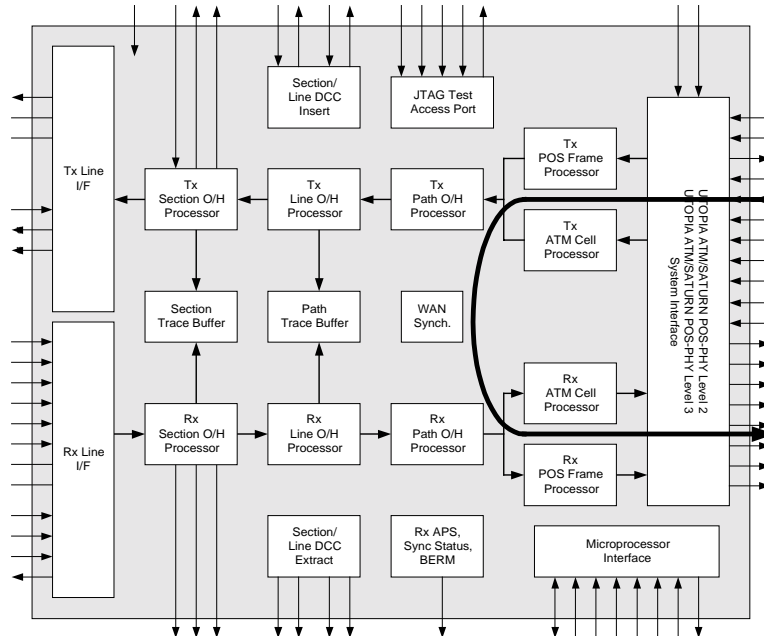 Section/
Line DCC
Insert
JTAG Test
Access Port
Tx Line
I/F
Tx
Section O/H
Processor
Tx
Line O/H
Processor
Tx
Path O/H
Processor
Tx
POS Frame
Processor
Tx
ATM Cell
Processor
UTOPIA ATM/SATURN POS-PHY Level 2
UTOPIA ATM/SATURN POS-PHY Level 3
System Interface
Section
Trace Buffer
Path
Trace Buffer
WAN
Synch.
Rx Line
I/F
Rx
Section O/H
Processor
Rx
Line O/H
Processor
Rx
Path O/H
Processor
Rx
ATM Cell
Processor
Rx
POS Frame
Processor
Section/
Line DCC
Extract
Rx APS,
Sync Status,
BERM
Microprocessor
Interface